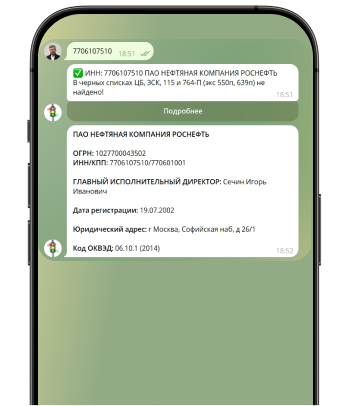 7706107510 18:51
✅ ИНН: 7706107510 ПАО НЕФТЯНАЯ КОМПАНИЯ РОСНЕФТЬ
В черных списках ЦБ, ЗСК, 115 и 764-П (экс 550п, 639п) не
найдено!
18:51
Подробнее
ПАО НЕФТЯНАЯ КОМПАНИЯ РОСНЕФТЬ
ОГРН: 1027700043502
ИНН/КПП: 7706107510/770601001
ГЛАВНЫЙ ИСПОЛНИТЕЛЬНЫЙ ДИРЕКТОР: Сечин Игорь
Иванович
Дата регистрации: 19.07.2002
Юридический адрес: г Москва, Софийская наб, д 26/1
Код ОКВЭД: 06.10.1 (2014)
18:52